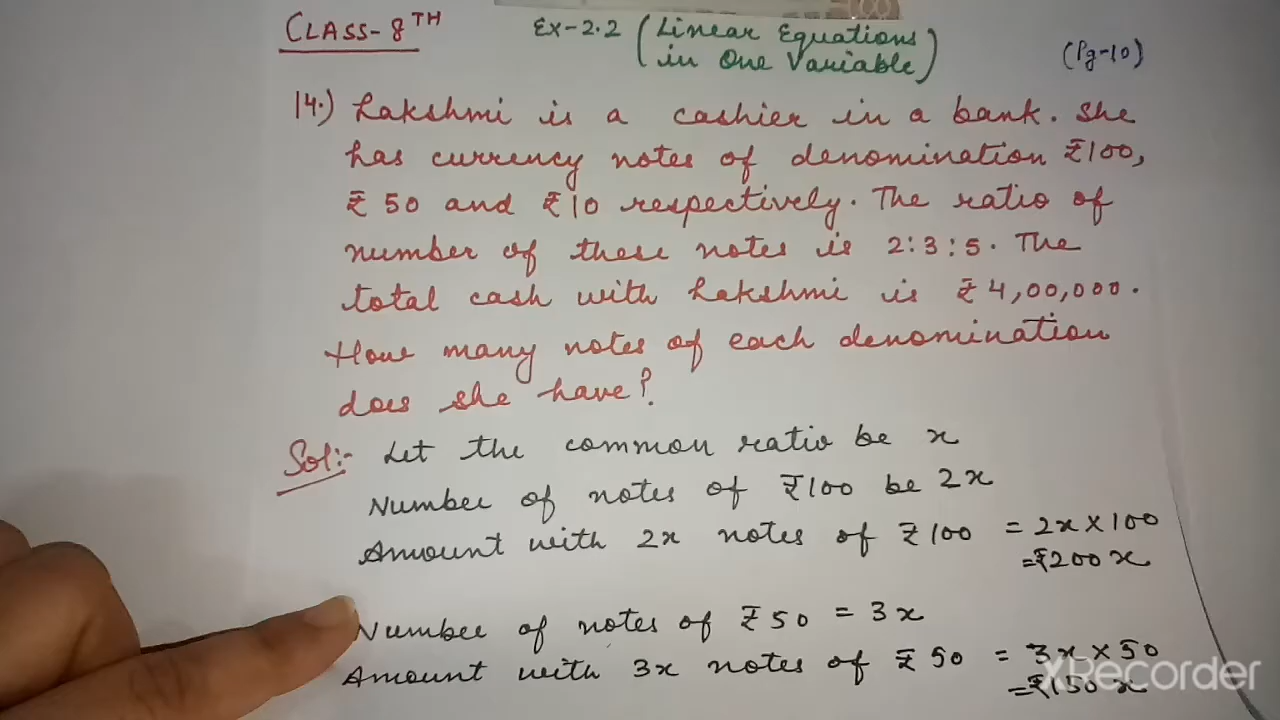 CLASS-8TH
Ex-2.2 (Linear Equations
in One Variable)
(Pg-10)
14.) Lakshmi is a cashier in a bank. She
has currency notes of denomination ₹100,
₹ 50 and ₹10 respectively. The ratio of
number of these notes is 2:3:5. The
total cash with Lakshmi is ₹ 4,00,000.
How many notes of each denomination
does she have?
Sol:- Let the common ratio be x
Number of notes of ₹100 be 2x
Amount with 2x notes of ₹100 = 2x×100
=₹200x
Number of notes of ₹50 = 3x
Amount with 3x notes of ₹ 50 = 3x×50
=₹150x
XRecorder